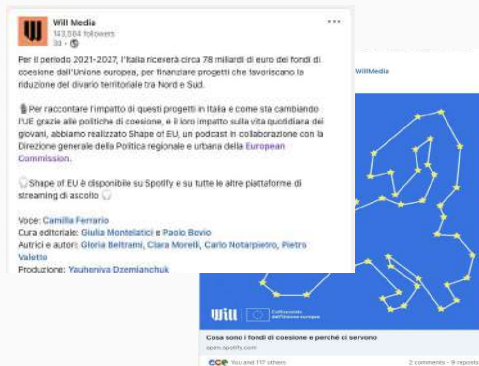 Will Media
143,584 followers
3d •
Per il periodo 2021-2027, l'Italia riceverà circa 78 miliardi di euro dei fondi di
coesione dall'Unione europea, per finanziare progetti che favoriscano la
riduzione del divario territoriale tra Nord e Sud.
Per raccontare l'impatto di questi progetti in Italia e come sta cambiando
l'UE grazie alle politiche di coesione, e il loro impatto sulla vita quotidiana dei
giovani, abbiamo realizzato Shape of EU, un podcast in collaborazione con la
Direzione generale della Politica regionale e urbana della European
Commission.
Shape of EU è disponibile su Spotify e su tutte le altre piattaforme di
streaming di ascolto
Voce: Camilla Ferrario
Cura editoriale: Giulia Montelatici e Paolo Bovio
Autrici e autori: Gloria Beltrami, Clara Morelli, Carlo Notarpietro, Pietro
Valetto
Produzione: Yauheniya Dzemianchuk
WillMedia
Will
Cofinanziato
dall'Unione europea
Cosa sono i fondi di coesione e perché ci servono
open.spotify.com
You and 117 others
2 comments • 9 reposts